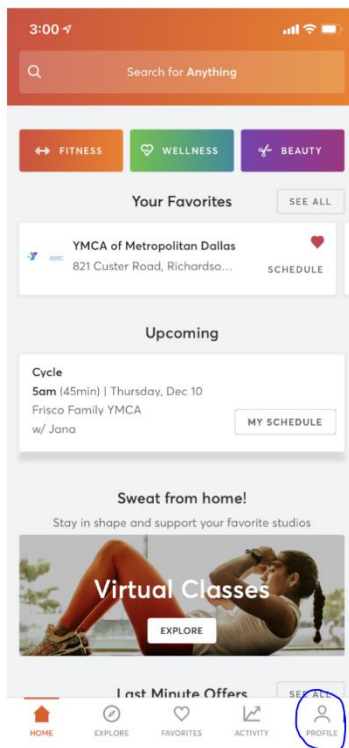 3:00
Search for Anything
FITNESS
WELLNESS
BEAUTY
Your Favorites
SEE ALL
YMCA of Metropolitan Dallas
821 Custer Road, Richardso...
SCHEDULE
Upcoming
Cycle
5am (45min) | Thursday, Dec 10
Frisco Family YMCA
w/ Jana
MY SCHEDULE
Sweat from home!
Stay in shape and support your favorite studios
Virtual Classes
EXPLORE
Last Minute Offers
SEE ALL
HOME
EXPLORE
FAVORITES
ACTIVITY
PROFILE